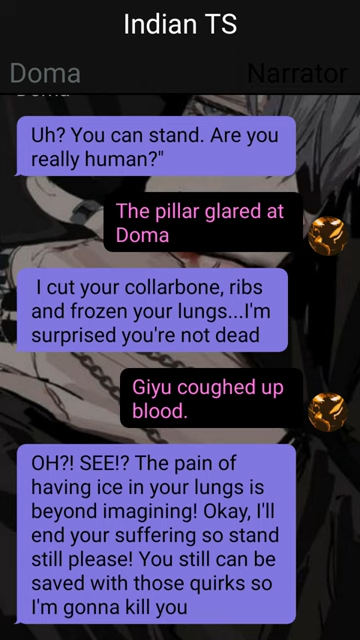 Indian TS
Doma
Narrator
Doma
Uh? You can stand. Are you
really human?"
The pillar glared at
Doma
I cut your collarbone, ribs
and frozen your lungs...I'm
surprised you're not dead
Giyu coughed up
blood.
OH?! SEE!? The pain of
having ice in your lungs is
beyond imagining! Okay, I'll
end your suffering so stand
still please! You still can be
saved with those quirks so
I'm gonna kill you